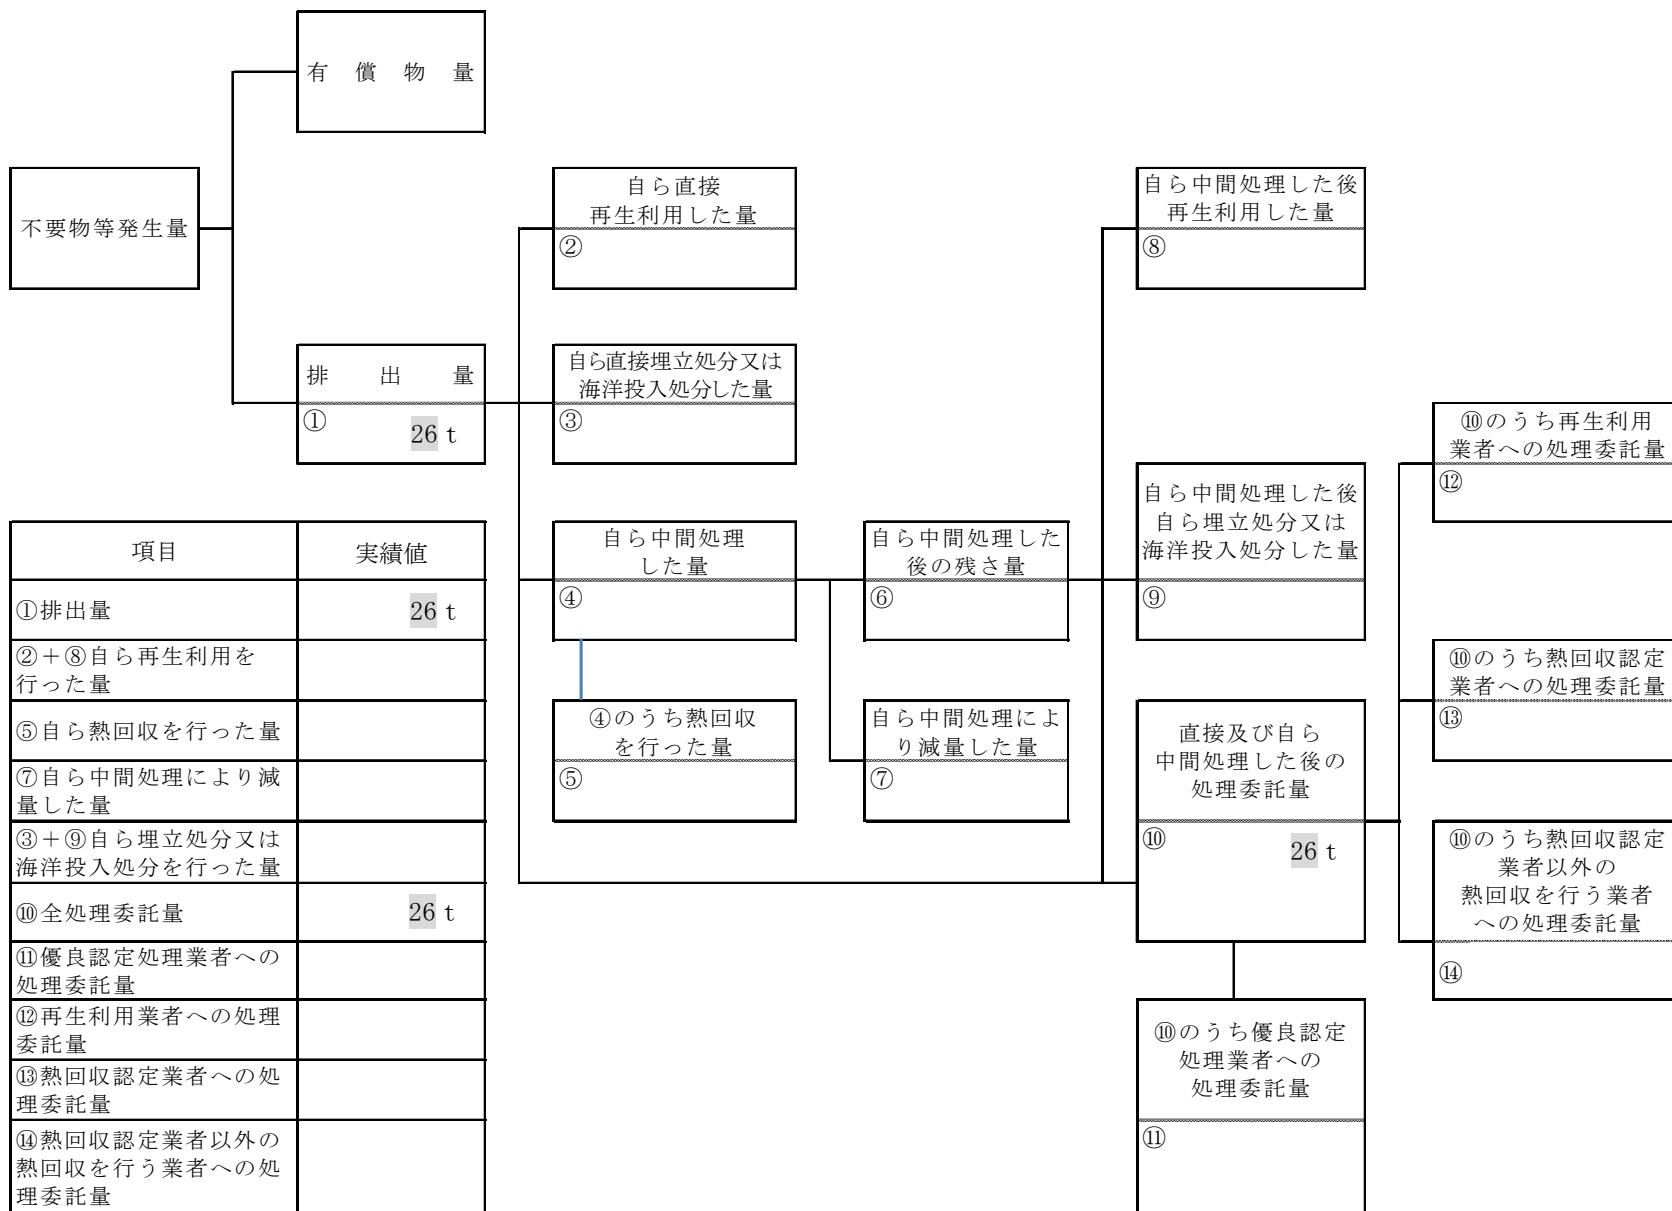 有償物量
不要物等発生量
排出量
①
26 t
自ら直接
再生利用した量
②
自ら直接埋立処分又は
海洋投入処分した量
③
自ら中間処理
した量
④
④のうち熱回収
を行った量
⑤
自ら中間処理した
後の残さ量
⑥
自ら中間処理によ
り減量した量
⑦
自ら中間処理した後
再生利用した量
⑧
自ら中間処理した後
自ら埋立処分又は
海洋投入処分した量
⑨
直接及び自ら
中間処理した後の
処理委託量
⑩
26 t
⑩のうち優良認定
処理業者への
処理委託量
⑪
⑩のうち再生利用
業者への処理委託量
⑫
⑩のうち熱回収認定
業者への処理委託量
⑬
⑩のうち熱回収認定
業者以外の
熱回収を行う業者
への処理委託量
⑭
項目 実績値
①排出量 26 t
②＋⑧自ら再生利用を
行った量
⑤自ら熱回収を行った量
⑦自ら中間処理により減
量した量
③＋⑨自ら埋立処分又は
海洋投入処分を行った量
⑩全処理委託量 26 t
⑪優良認定処理業者への
処理委託量
⑫再生利用業者への処理
委託量
⑬熱回収認定業者への処
理委託量
⑭熱回収認定業者以外の
熱回収を行う業者への処
理委託量